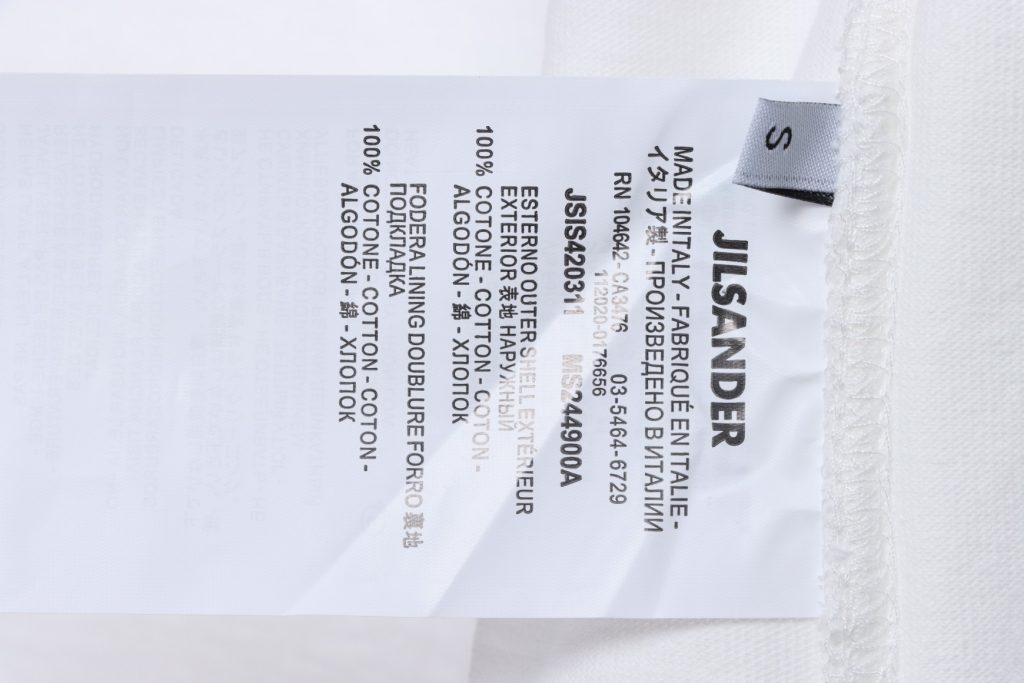 S
JILSANDER
MADE IN ITALY - FABRIQUÉ EN ITALIE -
イタリア製 - ПРОИЗВЕДЕНО В ИТАЛИИ
RN 104642 - CA3476 03-5464-6729
112020-0176656
JSIS420311 MS244900A
ESTERNO OUTER SHELL EXTÉRIEUR
EXTERIOR 表地 НАРУЖНЫЙ
100% COTONE - COTTON - COTON -
ALGODÓN - 綿 - ХЛОПОК
FODERA LINING DOUBLURE FORRO 裏地
ПОДКЛАДКА
100% COTONE - COTTON - COTON -
ALGODÓN - 綿 - ХЛОПОК